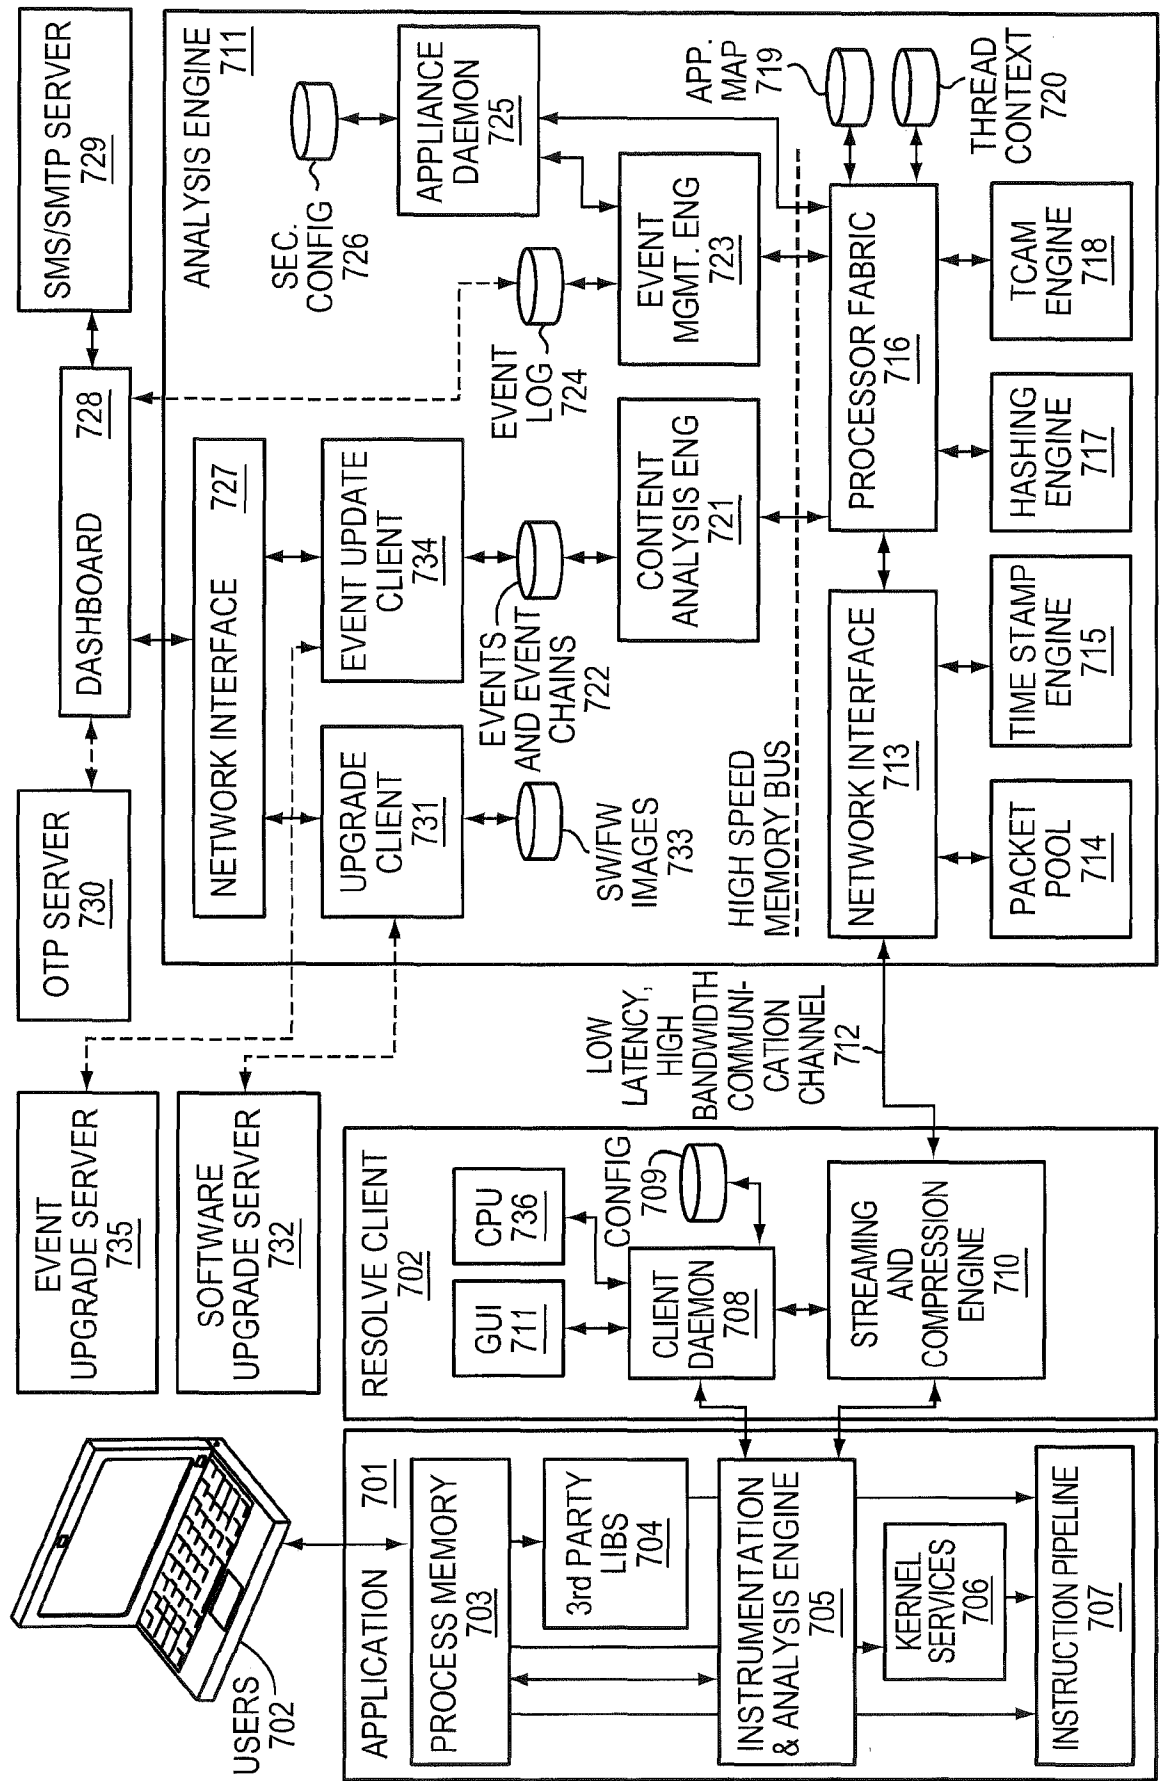 USERS
702
APPLICATION
701
PROCESS MEMORY
703
3rd PARTY
LIBS
704
INSTRUMENTATION
& ANALYSIS ENGINE
705
KERNEL
SERVICES
706
INSTRUCTION PIPELINE
707
EVENT
UPGRADE SERVER
735
SOFTWARE
UPGRADE SERVER
732
RESOLVE CLIENT
702
GUI
711
CPU
736
CLIENT
DAEMON
708
CONFIG
709
STREAMING
AND
COMPRESSION
ENGINE
710
LOW
LATENCY,
HIGH
BANDWIDTH
COMMUNI-
CATION
CHANNEL
712
OTP SERVER
730
DASHBOARD
728
SMS/SMTP SERVER
729
ANALYSIS ENGINE
711
NETWORK INTERFACE
727
UPGRADE
CLIENT
731
EVENT UPDATE
CLIENT
734
SW/FW
IMAGES
733
EVENTS
AND EVENT
CHAINS
722
EVENT
LOG
724
SEC.
CONFIG
726
APPLIANCE
DAEMON
725
CONTENT
ANALYSIS ENG
721
EVENT
MGMT. ENG
723
HIGH SPEED
MEMORY BUS
APP.
MAP
719
NETWORK INTERFACE
713
PROCESSOR FABRIC
716
THREAD
CONTEXT
720
PACKET
POOL
714
TIME STAMP
ENGINE
715
HASHING
ENGINE
717
TCAM
ENGINE
718